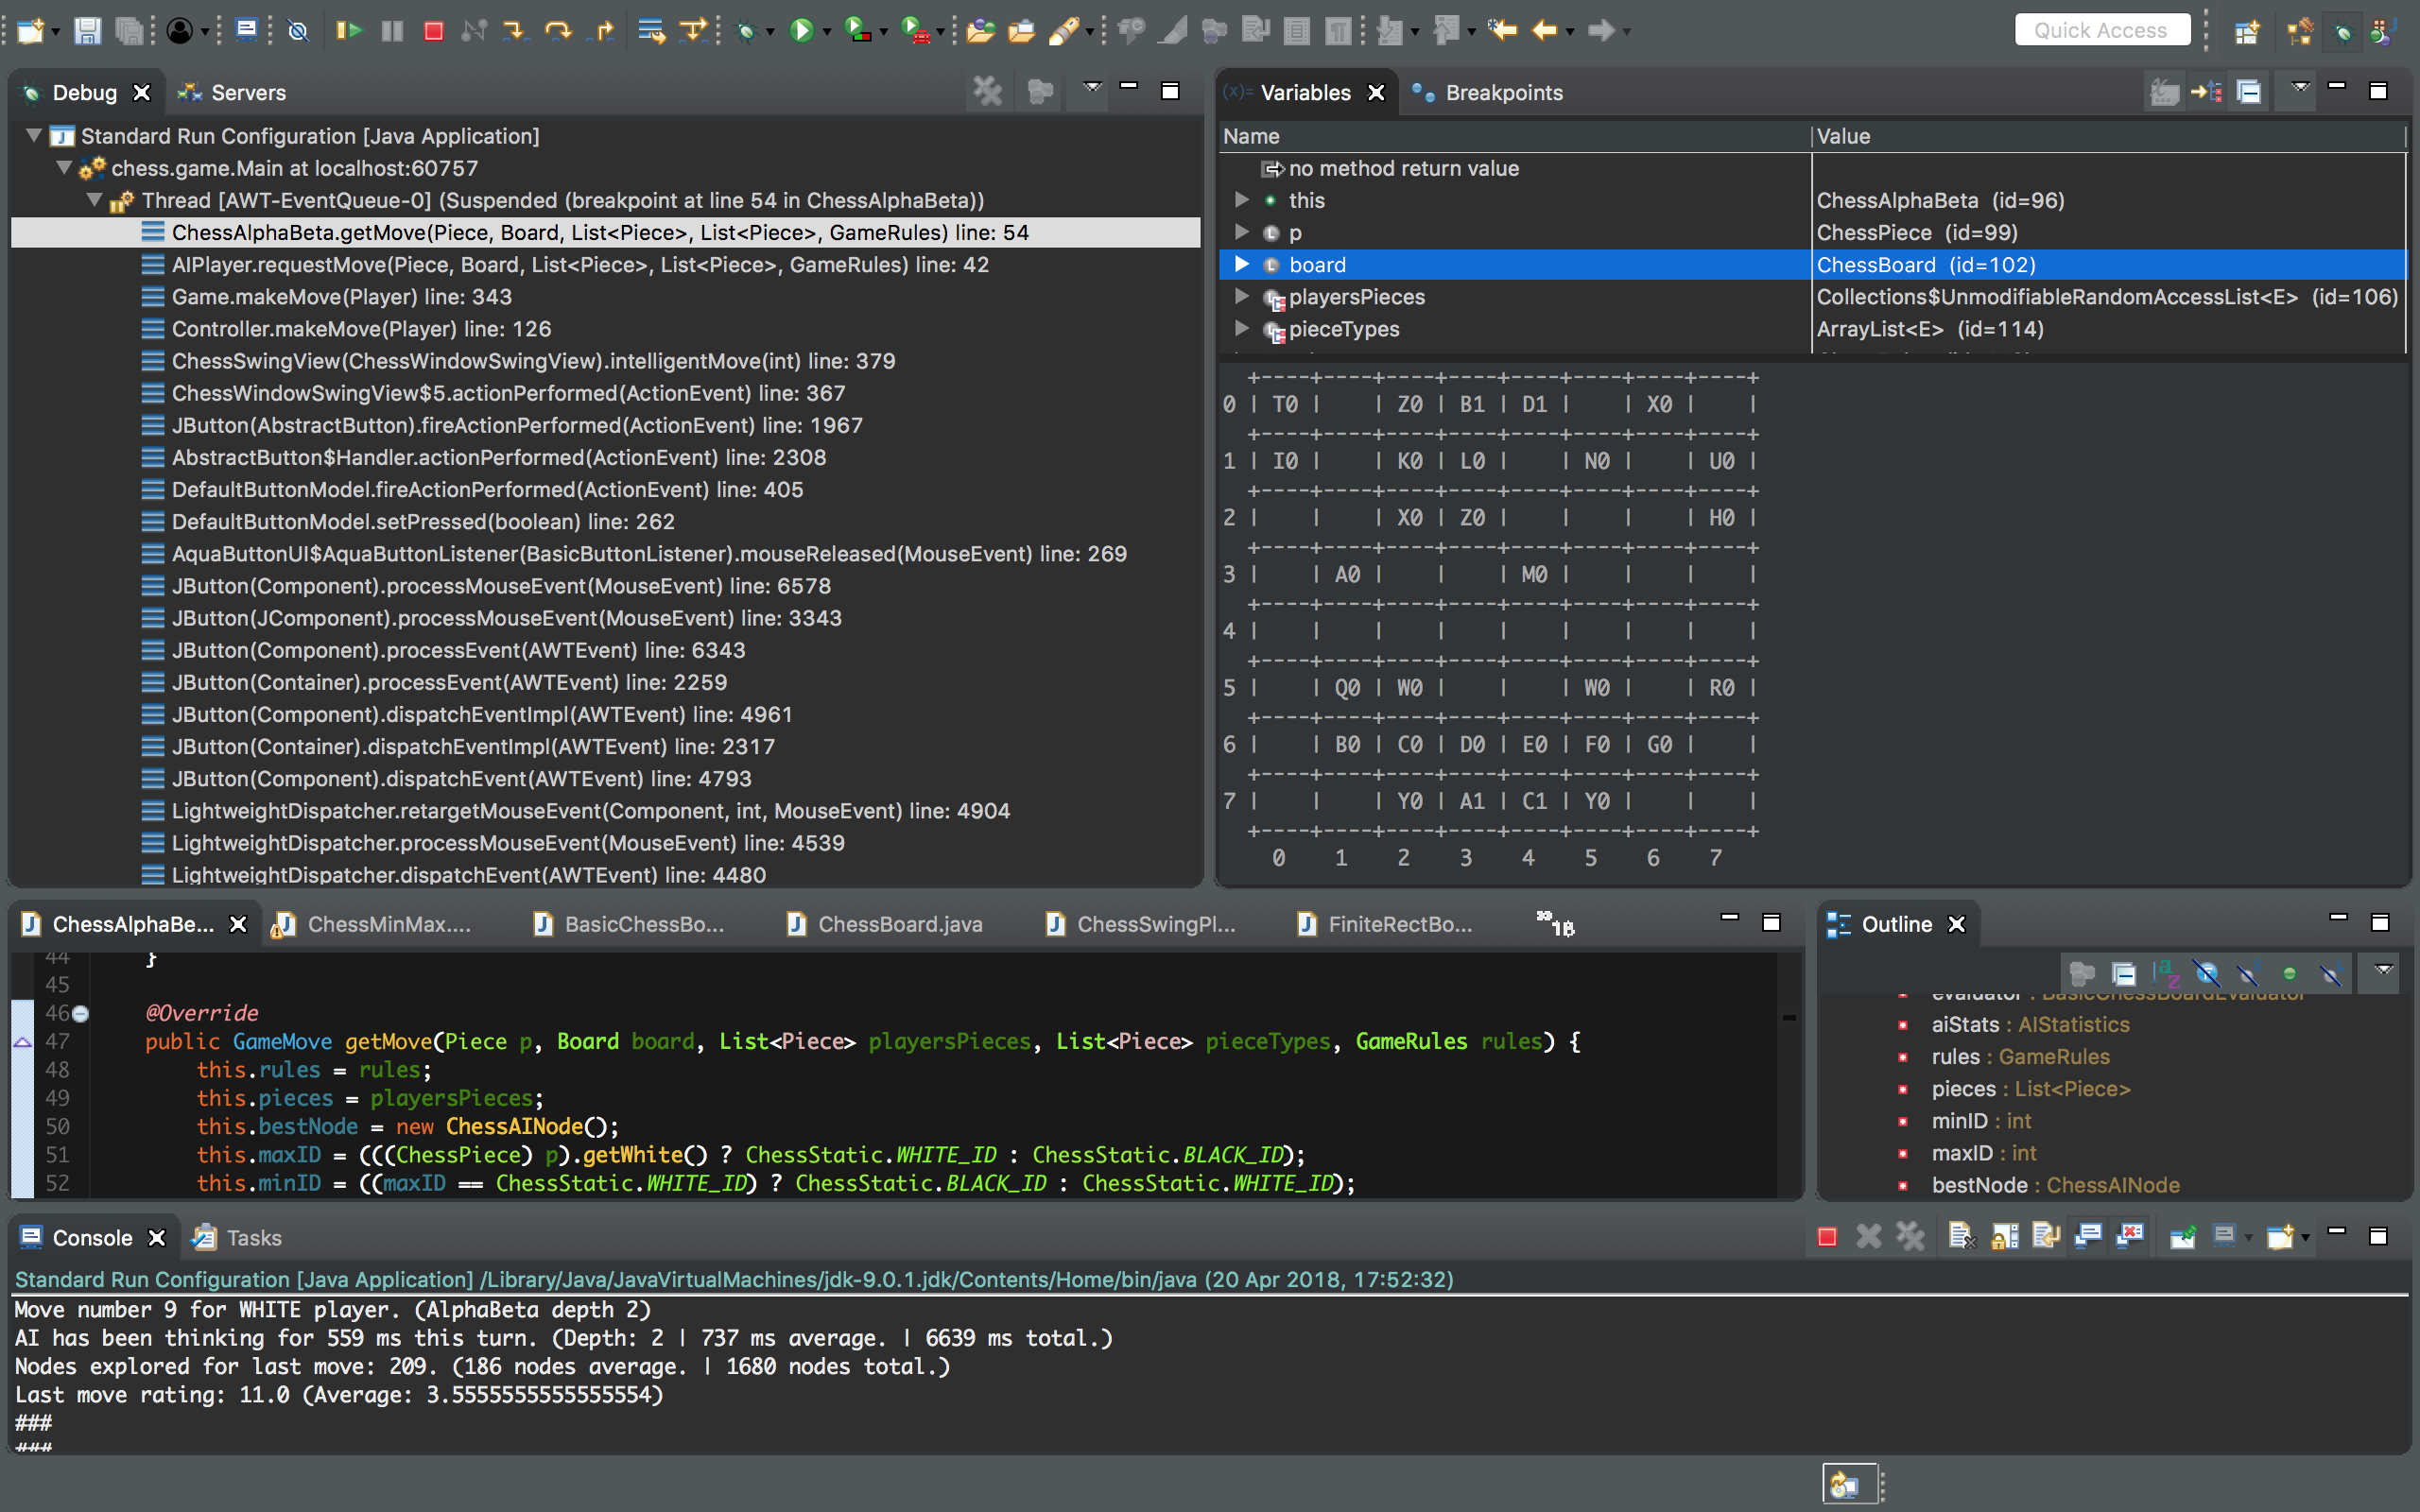 Quick Access
Debug
Servers
Standard Run Configuration [Java Application]
chess.game.Main at localhost:60757
Thread [AWT-EventQueue-0] (Suspended (breakpoint at line 54 in ChessAlphaBeta))
ChessAlphaBeta.getMove(Piece, Board, List<Piece>, List<Piece>, GameRules) line: 54
AIPlayer.requestMove(Piece, Board, List<Piece>, List<Piece>, GameRules) line: 42
Game.makeMove(Player) line: 343
Controller.makeMove(Player) line: 126
ChessSwingView(ChessWindowSwingView).intelligentMove(int) line: 379
ChessWindowSwingView$5.actionPerformed(ActionEvent) line: 367
JButton(AbstractButton).fireActionPerformed(ActionEvent) line: 1967
AbstractButton$Handler.actionPerformed(ActionEvent) line: 2308
DefaultButtonModel.fireActionPerformed(ActionEvent) line: 405
DefaultButtonModel.setPressed(boolean) line: 262
AquaButtonUI$AquaButtonListener(BasicButtonListener).mouseReleased(MouseEvent) line: 269
JButton(Component).processMouseEvent(MouseEvent) line: 6578
JButton(JComponent).processMouseEvent(MouseEvent) line: 3343
JButton(Component).processEvent(AWTEvent) line: 6343
JButton(Container).processEvent(AWTEvent) line: 2259
JButton(Component).dispatchEventImpl(AWTEvent) line: 4961
JButton(Container).dispatchEventImpl(AWTEvent) line: 2317
JButton(Component).dispatchEvent(AWTEvent) line: 4793
LightweightDispatcher.retargetMouseEvent(Component, int, MouseEvent) line: 4904
LightweightDispatcher.processMouseEvent(MouseEvent) line: 4539
LightweightDispatcher.dispatchEvent(AWTEvent) line: 4480
(x)= Variables
Breakpoints
Name Value
no method return value
this ChessAlphaBeta (id=96)
p ChessPiece (id=99)
board ChessBoard (id=102)
playersPieces Collections$UnmodifiableRandomAccessList<E> (id=106)
pieceTypes ArrayList<E> (id=114)
+----+----+----+----+----+----+----+----+
0 | T0 |    | Z0 | B1 | D1 |    | X0 |    |
+----+----+----+----+----+----+----+----+
1 | I0 |    | K0 | L0 |    | N0 |    | U0 |
+----+----+----+----+----+----+----+----+
2 |    |    | X0 | Z0 |    |    |    | H0 |
+----+----+----+----+----+----+----+----+
3 |    | A0 |    |    | M0 |    |    |    |
+----+----+----+----+----+----+----+----+
4 |    |    |    |    |    |    |    |    |
+----+----+----+----+----+----+----+----+
5 |    | Q0 | W0 |    |    | W0 |    | R0 |
+----+----+----+----+----+----+----+----+
6 |    | B0 | C0 | D0 | E0 | F0 | G0 |    |
+----+----+----+----+----+----+----+----+
7 |    |    | Y0 | A1 | C1 | Y0 |    |    |
+----+----+----+----+----+----+----+----+
0 1 2 3 4 5 6 7
ChessAlphaBe...
ChessMinMax....
BasicChessBo...
ChessBoard.java
ChessSwingPl...
FiniteRectBo...
44 }
45
46 @Override
47 public GameMove getMove(Piece p, Board board, List<Piece> playersPieces, List<Piece> pieceTypes, GameRules rules) {
48 this.rules = rules;
49 this.pieces = playersPieces;
50 this.bestNode = new ChessAINode();
51 this.maxID = (((ChessPiece) p).getWhite() ? ChessStatic.WHITE_ID : ChessStatic.BLACK_ID);
52 this.minID = ((maxID == ChessStatic.WHITE_ID) ? ChessStatic.BLACK_ID : ChessStatic.WHITE_ID);
Outline
evaluator : BasicChessBoardEvaluator
aiStats : AIStatistics
rules : GameRules
pieces : List<Piece>
minID : int
maxID : int
bestNode : ChessAINode
Console
Tasks
Standard Run Configuration [Java Application] /Library/Java/JavaVirtualMachines/jdk-9.0.1.jdk/Contents/Home/bin/java (20 Apr 2018, 17:52:32)
Move number 9 for WHITE player. (AlphaBeta depth 2)
AI has been thinking for 559 ms this turn. (Depth: 2 | 737 ms average. | 6639 ms total.)
Nodes explored for last move: 209. (186 nodes average. | 1680 nodes total.)
Last move rating: 11.0 (Average: 3.5555555555555554)
###
###